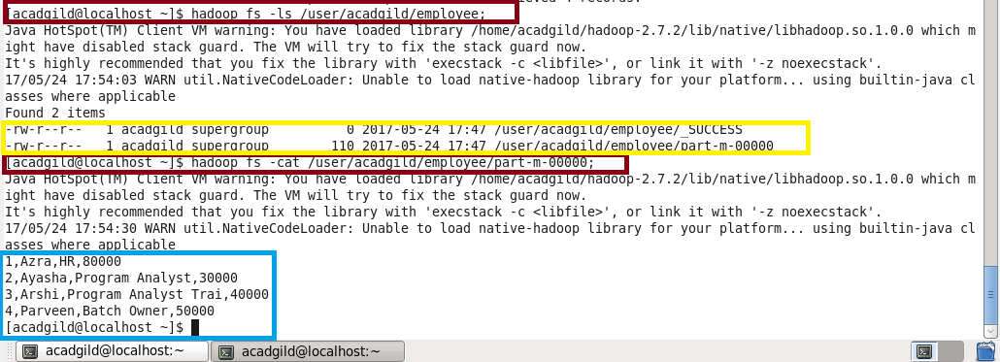 [acadgild@localhost ~]$ hadoop fs -ls /user/acadgild/employee;
Java HotSpot(TM) Client VM warning: You have loaded library /home/acadgild/hadoop-2.7.2/lib/native/libhadoop.so.1.0.0 which m
ight have disabled stack guard. The VM will try to fix the stack guard now.
It's highly recommended that you fix the library with 'execstack -c <libfile>', or link it with '-z noexecstack'.
17/05/24 17:54:03 WARN util.NativeCodeLoader: Unable to load native-hadoop library for your platform... using builtin-java cl
asses where applicable
Found 2 items
-rw-r--r--   1 acadgild supergroup          0 2017-05-24 17:47 /user/acadgild/employee/_SUCCESS
-rw-r--r--   1 acadgild supergroup        110 2017-05-24 17:47 /user/acadgild/employee/part-m-00000
[acadgild@localhost ~]$ hadoop fs -cat /user/acadgild/employee/part-m-00000;
Java HotSpot(TM) Client VM warning: You have loaded library /home/acadgild/hadoop-2.7.2/lib/native/libhadoop.so.1.0.0 which m
ight have disabled stack guard. The VM will try to fix the stack guard now.
It's highly recommended that you fix the library with 'execstack -c <libfile>', or link it with '-z noexecstack'.
17/05/24 17:54:30 WARN util.NativeCodeLoader: Unable to load native-hadoop library for your platform... using builtin-java cl
asses where applicable
1,Azra,HR,80000
2,Ayasha,Program Analyst,30000
3,Arshi,Program Analyst Trai,40000
4,Parveen,Batch Owner,50000
[acadgild@localhost ~]$
acadgild@localhost:~ acadgild@localhost:~